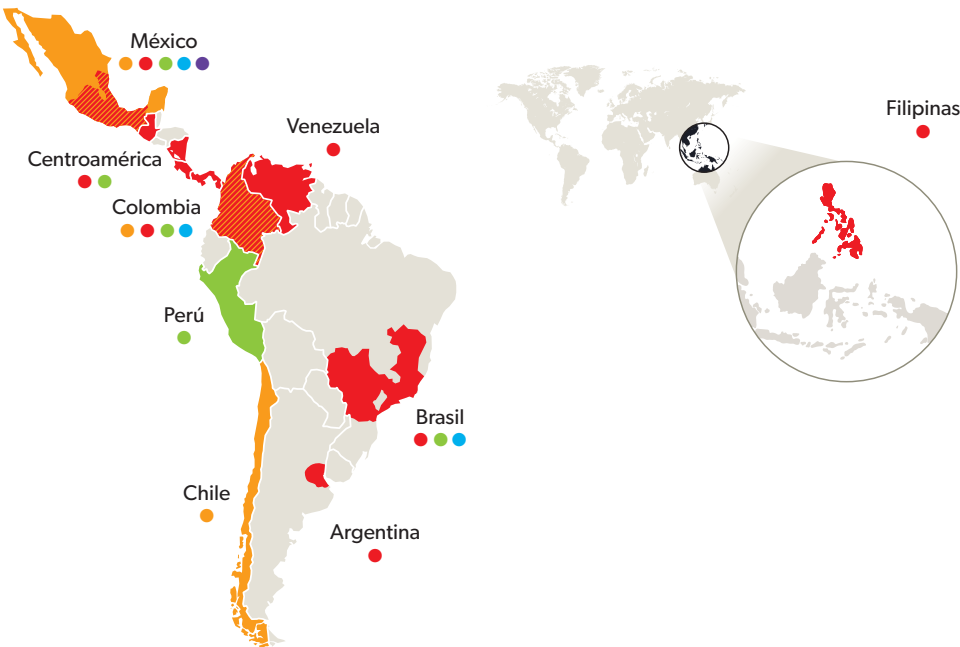 México
Centroamérica
Colombia
Venezuela
Perú
Brasil
Chile
Argentina
Filipinas